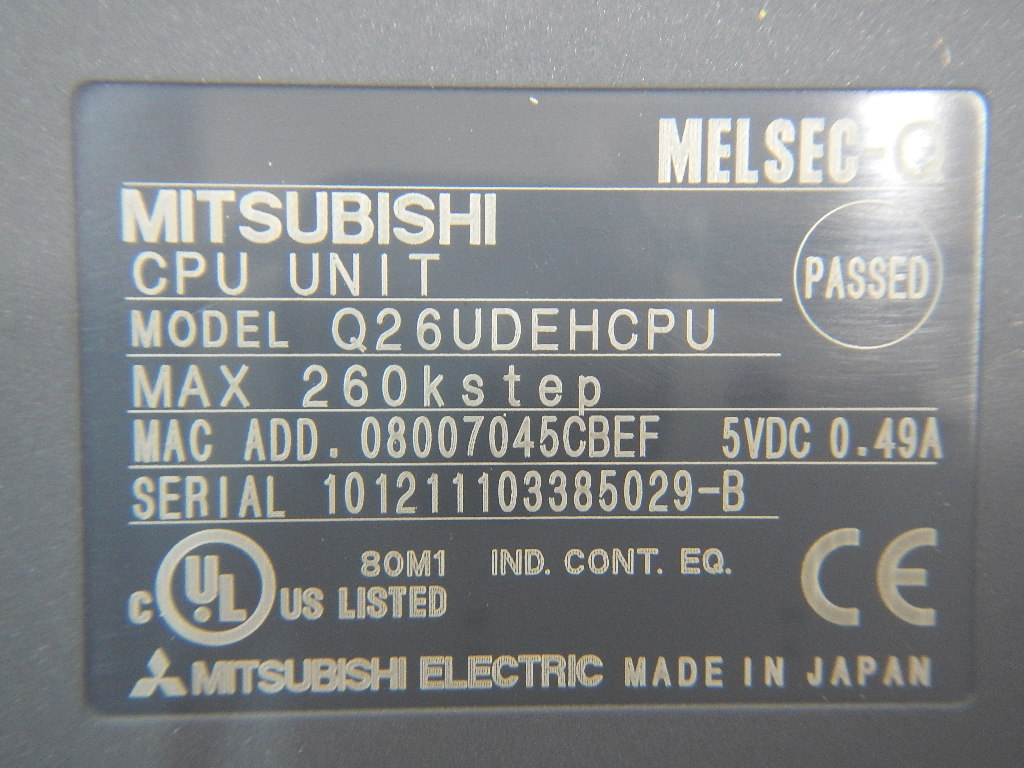 MELSEC-Q
MITSUBISHI
CPU UNIT
PASSED
MODEL Q26UDEHCPU
MAX 260kstep
MAC ADD. 08007045CBEF 5VDC 0.49A
SERIAL 101211103385029-B
80M1 IND. CONT. EQ.
C UL US LISTED
CE
MITSUBISHI ELECTRIC MADE IN JAPAN